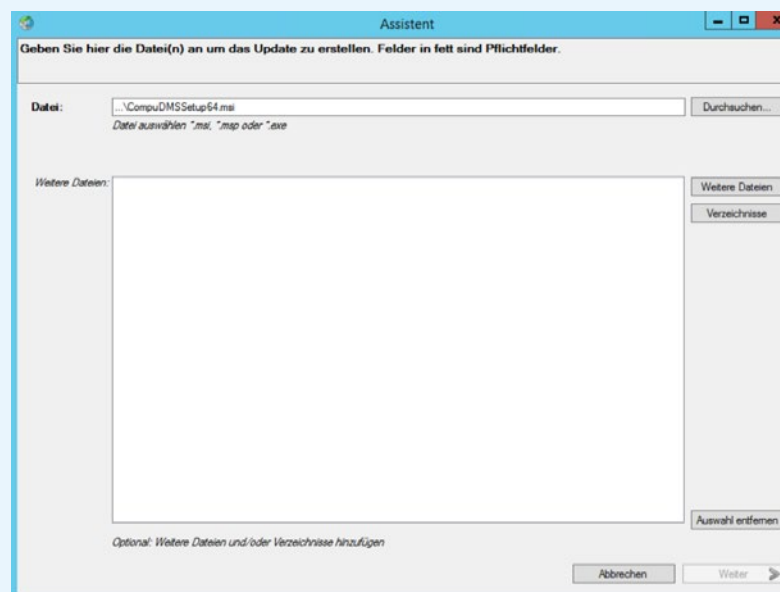 Assistent
Geben Sie hier die Datei(n) an um das Update zu erstellen. Felder in fett sind Pflichtfelder.
Datei: ...\CompuDMSSetup64.msi Durchsuchen...
Datei auswählen *.msi, *.msp oder *.exe
Weitere Dateien: Weitere Dateien
Verzeichnisse
Auswahl entfernen
Optional: Weitere Dateien und/oder Verzeichnisse hinzufügen
Abbrechen Weiter